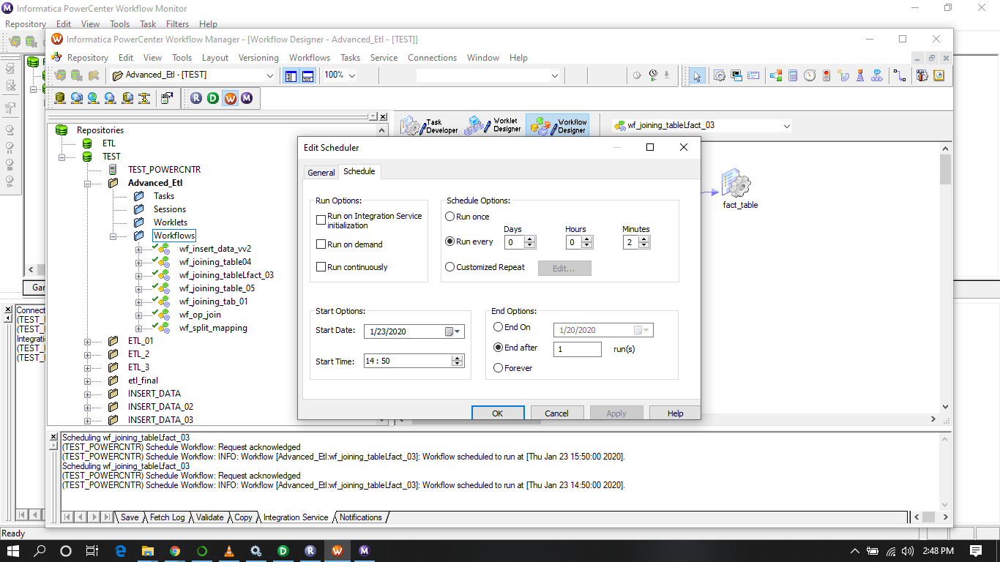 Informatica PowerCenter Workflow Monitor
Repository Edit View Tools Task Filters Help
Informatica PowerCenter Workflow Manager - [Workflow Designer - Advanced_Etl - [TEST]]
Repository Edit View Tools Layout Versioning Workflows Tasks Service Connections Window Help
Advanced_Etl - [TEST]
100%
R D W M
Repositories
ETL
TEST
TEST_POWERCNTR
Advanced_Etl
Tasks
Sessions
Worklets
Workflows
wf_insert_data_vv2
wf_joining_table04
wf_joining_tableLfact_03
wf_joining_table_05
wf_joining_tab_01
wf_op_join
wf_split_mapping
ETL_01
ETL_2
ETL_3
etl_final
INSERT_DATA
INSERT_DATA_02
INSERT_DATA_03
Task Developer
Worklet Designer
Workflow Designer
wf_joining_tableLfact_03
fact_table
Edit Scheduler
General Schedule
Run Options:
Run on Integration Service
initialization
Run on demand
Run continuously
Schedule Options:
Run once
Days Hours Minutes
Run every 0 0 2
Customized Repeat Edit...
Start Options:
Start Date: 1/23/2020
Start Time: 14 : 50
End Options:
End On 1/20/2020
End after 1 run(s)
Forever
OK Cancel Apply Help
Gar
Connect
(TEST_
(TEST_
Integration
(TEST_
(TEST_
Scheduling wf_joining_tableLfact_03
(TEST_POWERCNTR) Schedule Workflow: Request acknowledged
(TEST_POWERCNTR) Schedule Workflow: INFO: Workflow [Advanced_Etl:wf_joining_tableLfact_03]: Workflow scheduled to run at [Thu Jan 23 15:50:00 2020].
Scheduling wf_joining_tableLfact_03
(TEST_POWERCNTR) Schedule Workflow: Request acknowledged
(TEST_POWERCNTR) Schedule Workflow: INFO: Workflow [Advanced_Etl:wf_joining_tableLfact_03]: Workflow scheduled to run at [Thu Jan 23 14:50:00 2020].
Save Fetch Log Validate Copy Integration Service Notifications
Ready
2:48 PM